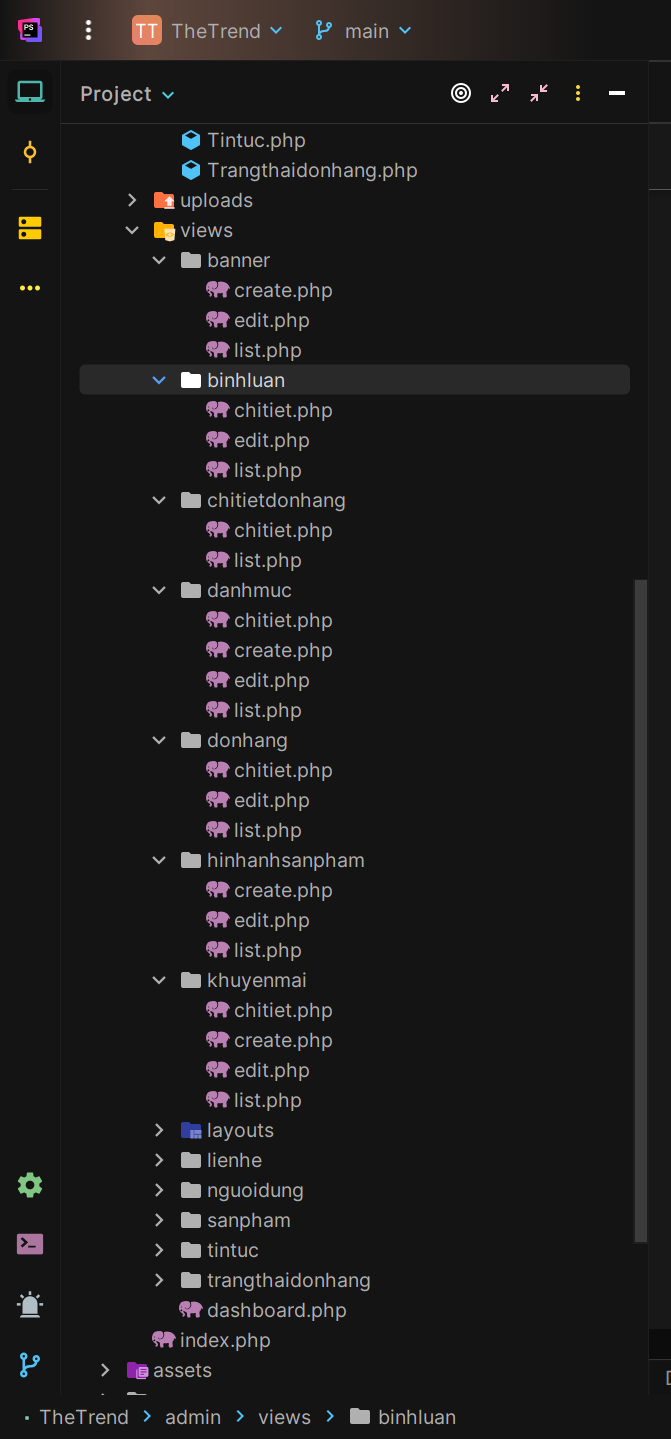 PS
TT TheTrend main
Project
Tintuc.php
Trangthaidonhang.php
uploads
views
banner
create.php
edit.php
list.php
binhluan
chitiet.php
edit.php
list.php
chitietdonhang
chitiet.php
list.php
danhmuc
chitiet.php
create.php
edit.php
list.php
donhang
chitiet.php
edit.php
list.php
hinhanhsanpham
create.php
edit.php
list.php
khuyenmai
chitiet.php
create.php
edit.php
list.php
layouts
lienhe
nguoidung
sanpham
tintuc
trangthaidonhang
dashboard.php
index.php
assets
TheTrend > admin > views > binhluan